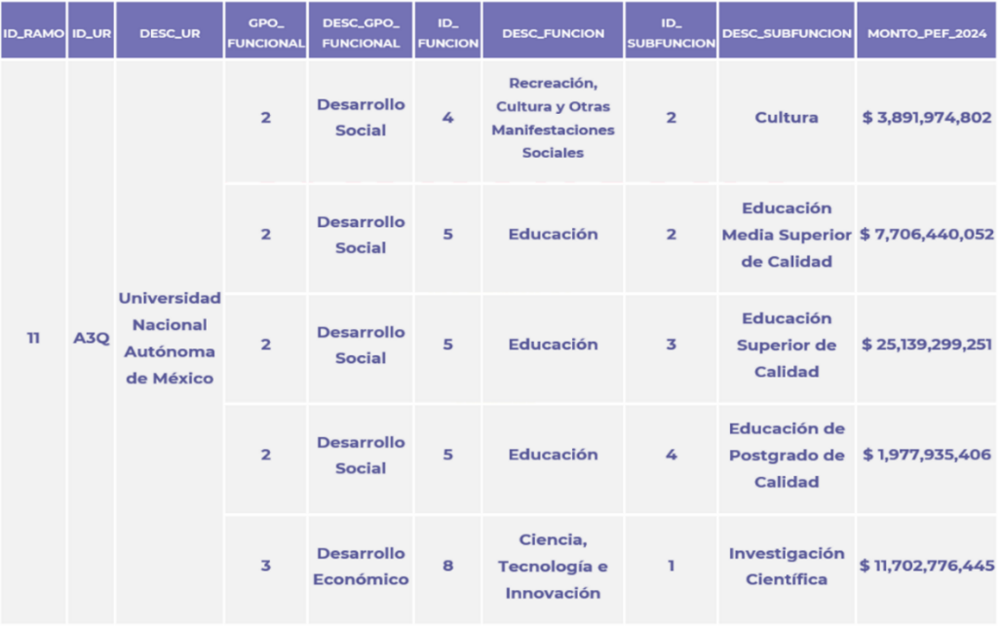 ID_RAMO ID_UR DESC_UR GPO_ FUNCIONAL DESC_GPO_ FUNCIONAL ID_ FUNCION DESC_FUNCION ID_ SUBFUNCION DESC_SUBFUNCION MONTO_PEF_2024
11
A3Q
Universidad
Nacional
Autónoma
de México
2
Desarrollo
Social
4
Recreación,
Cultura y Otras
Manifestaciones
Sociales
2
Cultura
$ 3,891,974,802
2
Desarrollo
Social
5
Educación
2
Educación
Media Superior
de Calidad
$ 7,706,440,052
2
Desarrollo
Social
5
Educación
3
Educación
Superior de
Calidad
$ 25,139,299,251
2
Desarrollo
Social
5
Educación
4
Educación de
Postgrado de
Calidad
$ 1,977,935,406
3
Desarrollo
Económico
8
Ciencia,
Tecnología e
Innovación
1
Investigación
Científica
$ 11,702,776,445